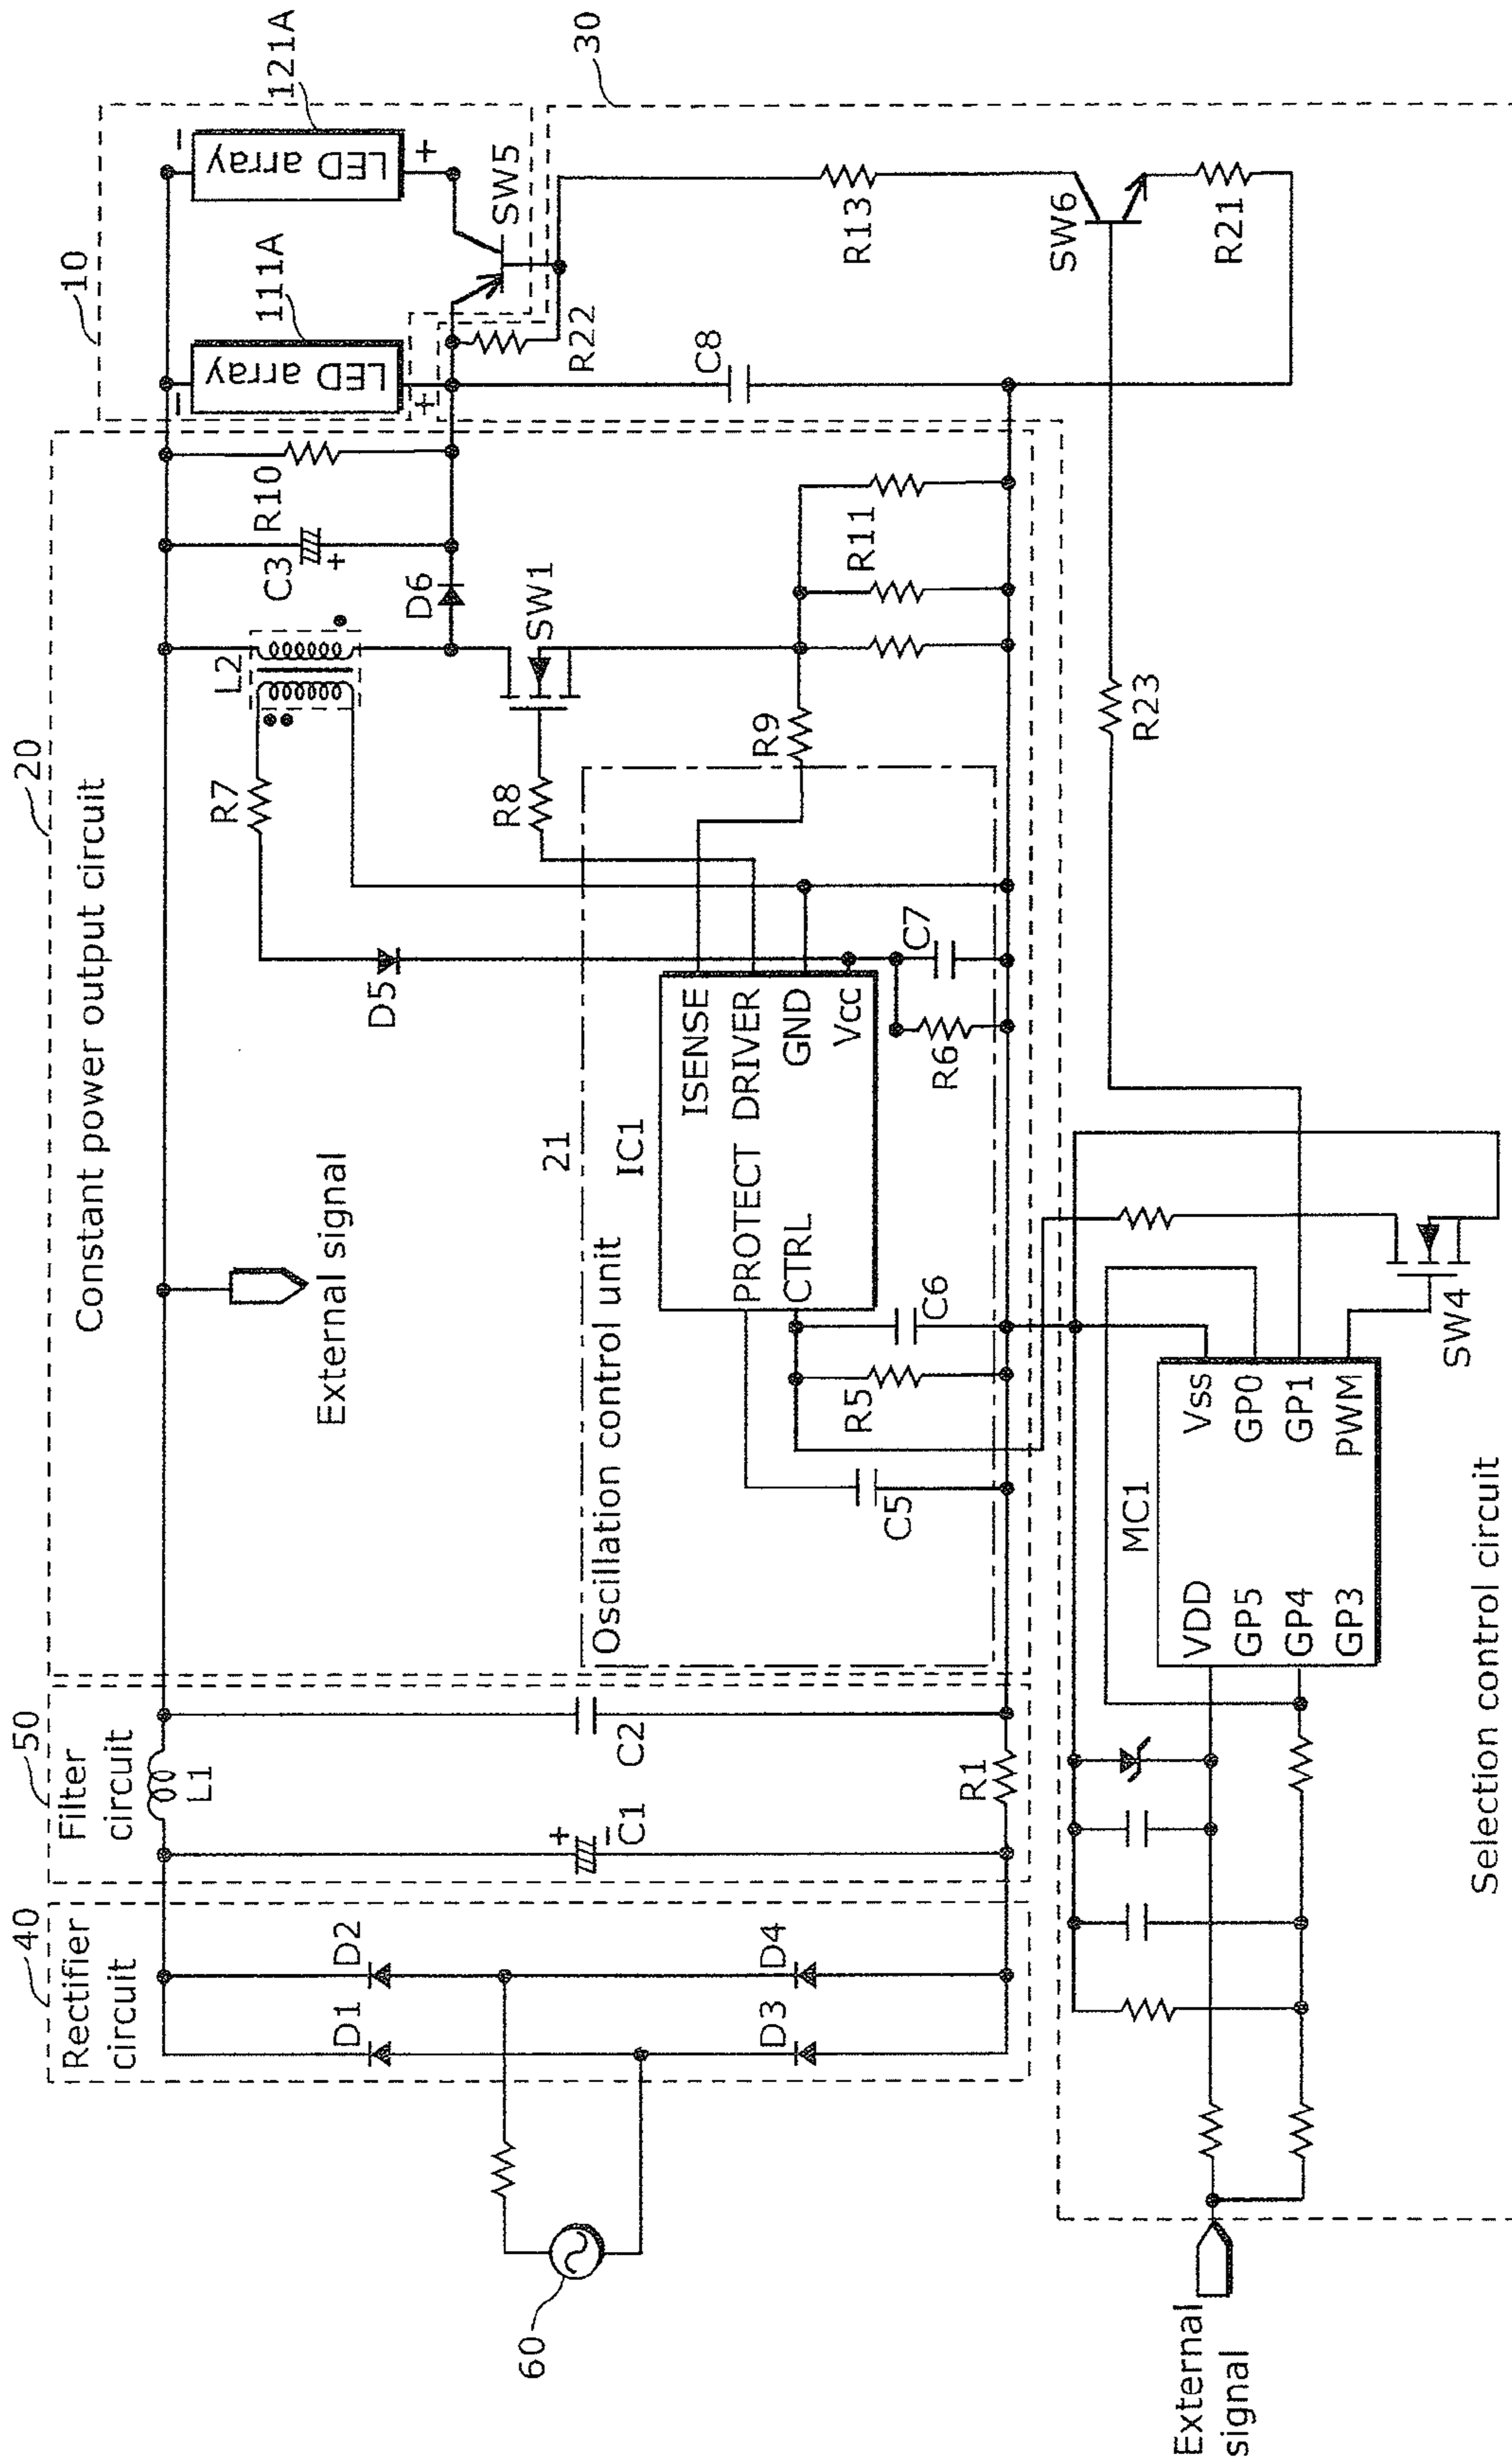 10
121A
LED array
−
+
SW5
111A
LED array
−
+
R22
30
20
Constant power output circuit
External signal
R7
L2
C3
+
R10
D6
SW1
R8
R9
R11
C8
R13
SW6
R21
R23
D5
21
Oscillation control unit
IC1
ISENSE
PROTECT DRIVER
CTRL
GND
Vcc
C7
R6
C6
R5
C5
50
Filter
circuit
L1
C2
+
−
C1
R1
40
Rectifier
circuit
D1
D2
D3
D4
60
MC1
VDD
Vss
GP5
GP0
GP4
GP1
GP3
PWM
SW4
Selection control circuit
External
signal